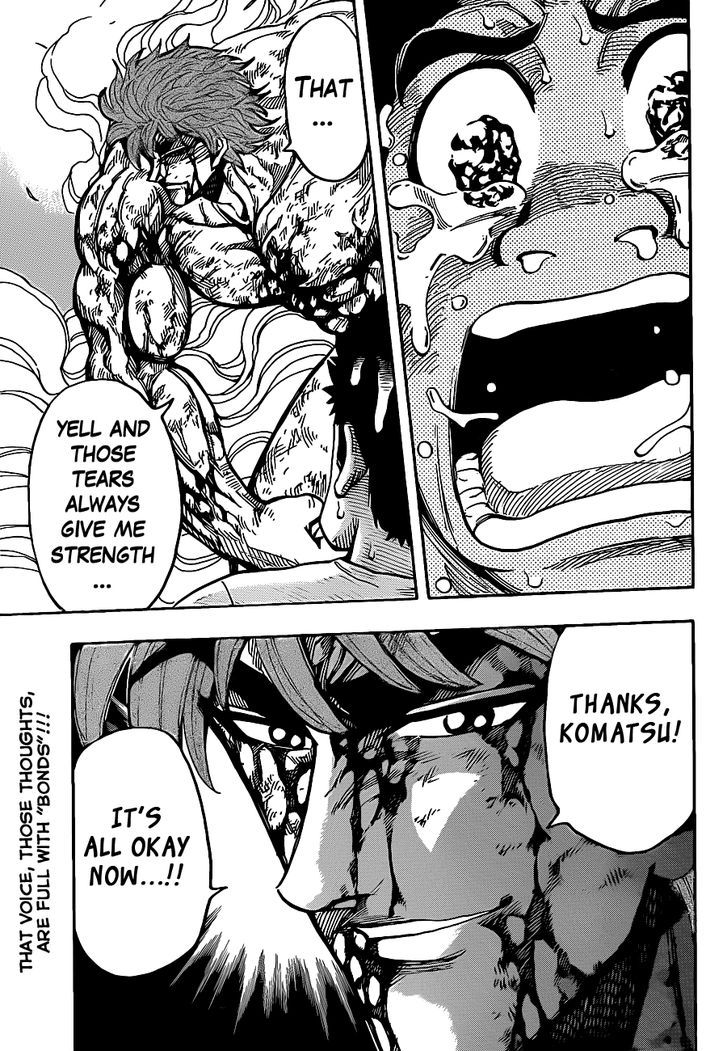 THAT
...
YELL AND
THOSE
TEARS
ALWAYS
GIVE ME
STRENGTH
...
THANKS,
KOMATSU!
IT'S
ALL OKAY
NOW...!!
THAT VOICE, THOSE THOUGHTS,
ARE FULL WITH "BONDS"!!!